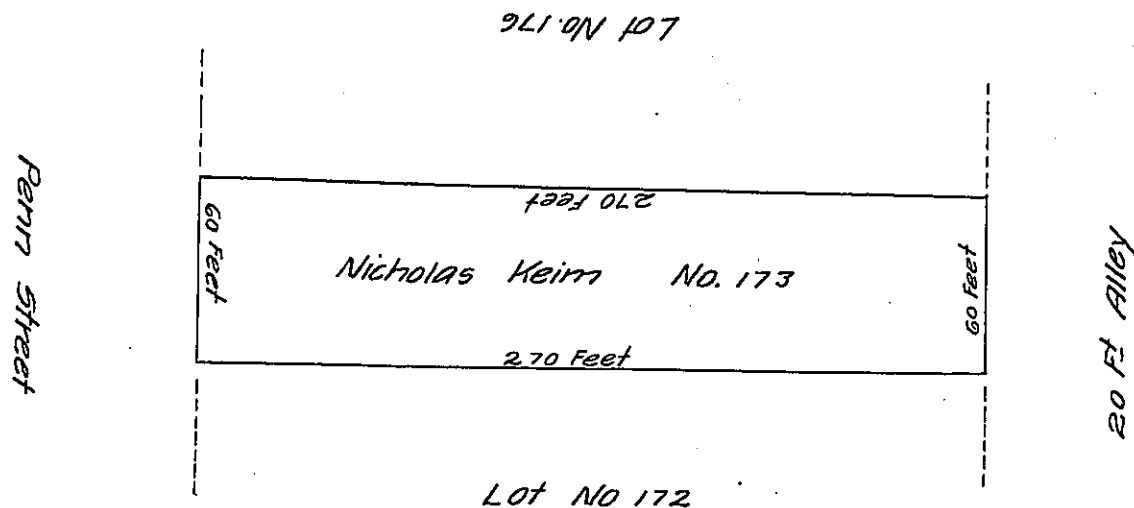 Lot No. 176
Penn Street
270 Feet
60 Feet
Nicholas Keim No. 173
60 Feet
270 Feet
20 Ft Alley
Lot No 172